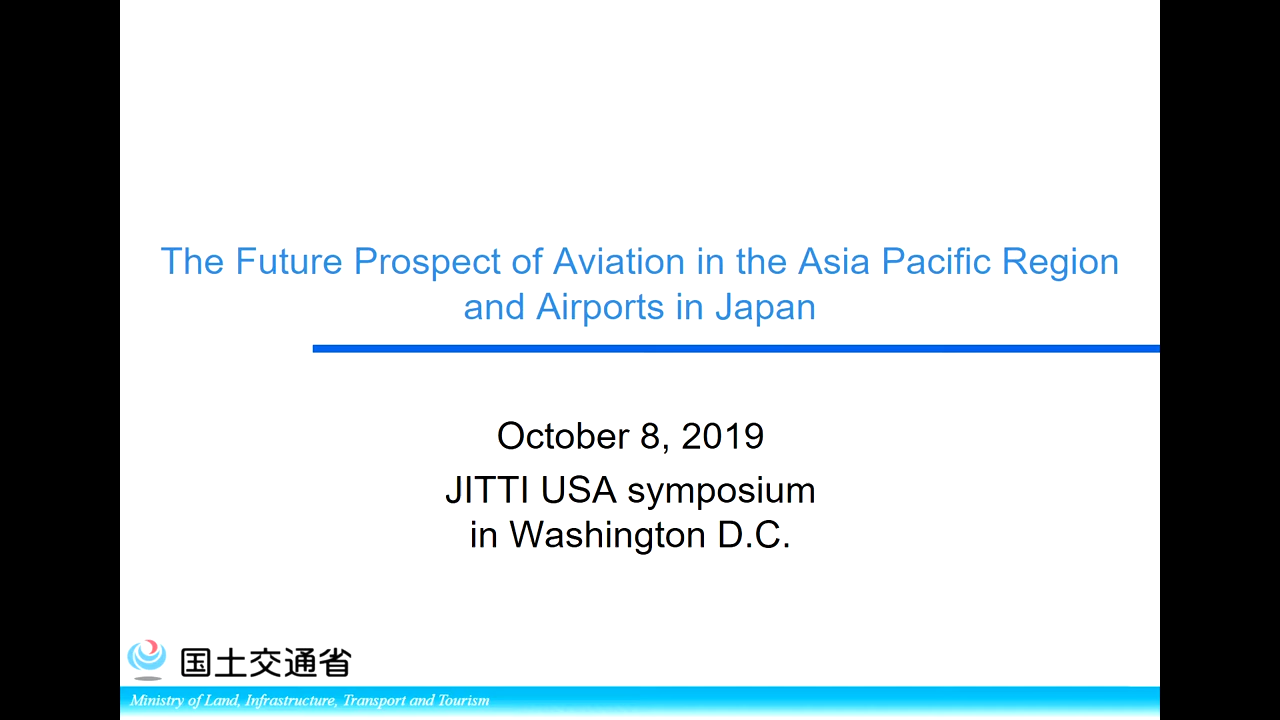 The Future Prospect of Aviation in the Asia Pacific Region
and Airports in Japan
October 8, 2019
JITTI USA symposium
in Washington D.C.
国土交通省
Ministry of Land, Infrastructure, Transport and Tourism